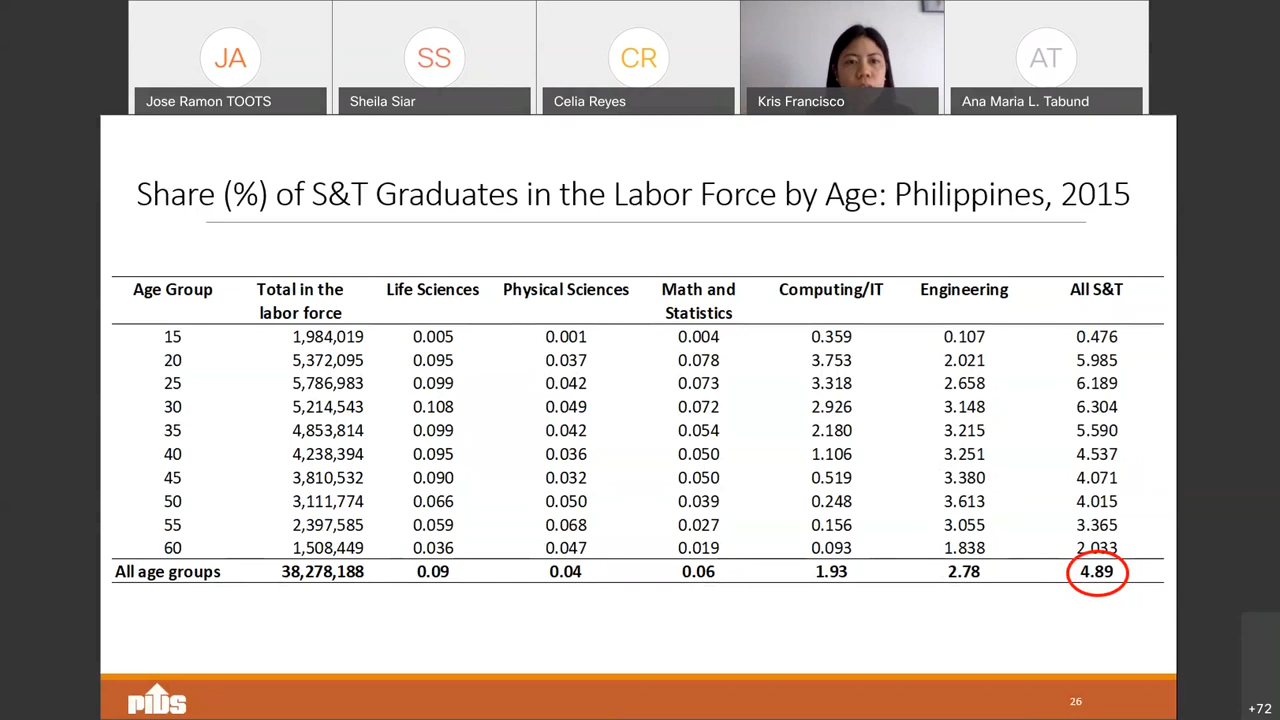 JA
SS
CR
AT
Jose Ramon TOOTS
Sheila Siar
Celia Reyes
Kris Francisco
Ana Maria L. Tabund
Share (%) of S&T Graduates in the Labor Force by Age: Philippines, 2015
Age Group Total in the labor force Life Sciences Physical Sciences Math and Statistics Computing/IT Engineering All S&T
15 1,984,019 0.005 0.001 0.004 0.359 0.107 0.476
20 5,372,095 0.095 0.037 0.078 3.753 2.021 5.985
25 5,786,983 0.099 0.042 0.073 3.318 2.658 6.189
30 5,214,543 0.108 0.049 0.072 2.926 3.148 6.304
35 4,853,814 0.099 0.042 0.054 2.180 3.215 5.590
40 4,238,394 0.095 0.036 0.050 1.106 3.251 4.537
45 3,810,532 0.090 0.032 0.050 0.519 3.380 4.071
50 3,111,774 0.066 0.050 0.039 0.248 3.613 4.015
55 2,397,585 0.059 0.068 0.027 0.156 3.055 3.365
60 1,508,449 0.036 0.047 0.019 0.093 1.838 2.033
All age groups 38,278,188 0.09 0.04 0.06 1.93 2.78 4.89
PIDS
26
+72